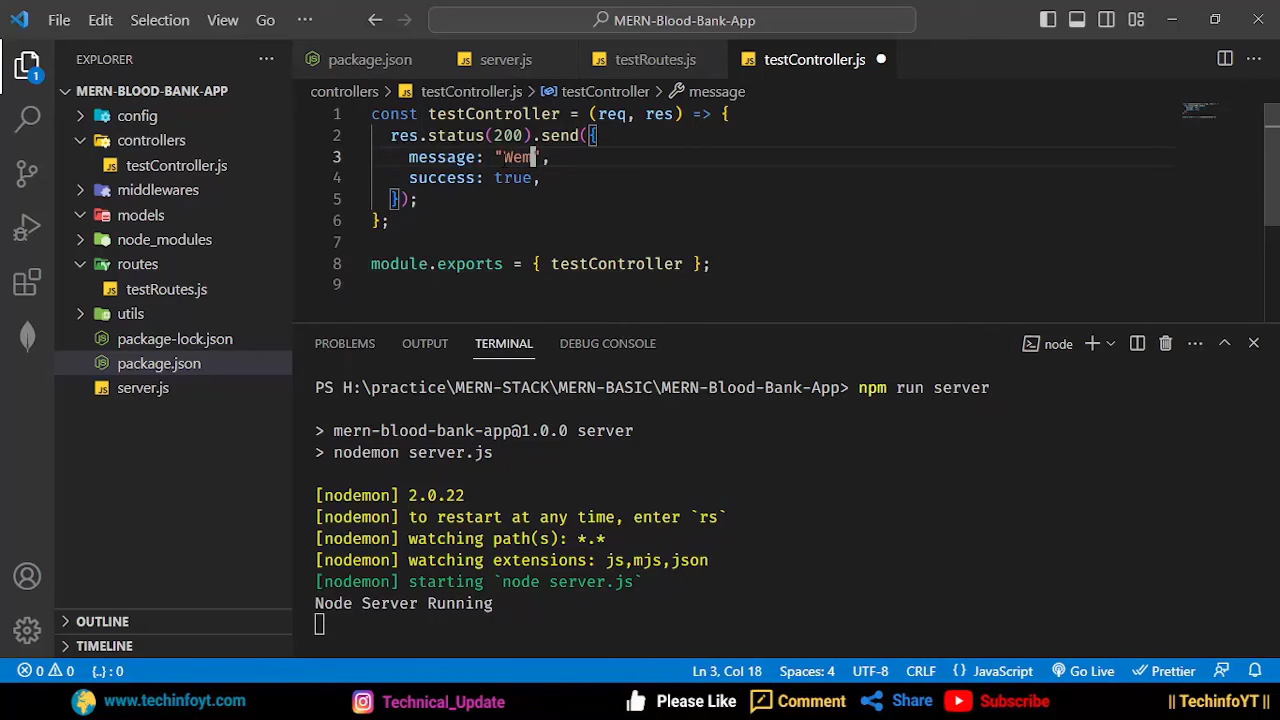 File Edit Selection View Go ··· MERN-Blood-Bank-App
EXPLORER ···
package.json server.js testRoutes.js testController.js
MERN-BLOOD-BANK-APP
controllers > testController.js > testController > message
config
controllers
testController.js
middlewares
models
node_modules
routes
testRoutes.js
utils
package-lock.json
package.json
server.js
OUTLINE
TIMELINE
1
1 const testController = (req, res) => {
2 res.status(200).send({
3 message: "Wem",
4 success: true,
5 });
6 };
7
8 module.exports = { testController };
9
PROBLEMS OUTPUT TERMINAL DEBUG CONSOLE node
PS H:\practice\MERN-STACK\MERN-BASIC\MERN-Blood-Bank-App> npm run server
> mern-blood-bank-app@1.0.0 server
> nodemon server.js
[nodemon] 2.0.22
[nodemon] to restart at any time, enter `rs`
[nodemon] watching path(s): *.*
[nodemon] watching extensions: js,mjs,json
[nodemon] starting `node server.js`
Node Server Running
0 0 {..} : 0 Ln 3, Col 18 Spaces: 4 UTF-8 CRLF {} JavaScript Go Live Prettier
www.techinfoyt.com Technical_Update Please Like Comment Share Subscribe || TechinfoYT ||